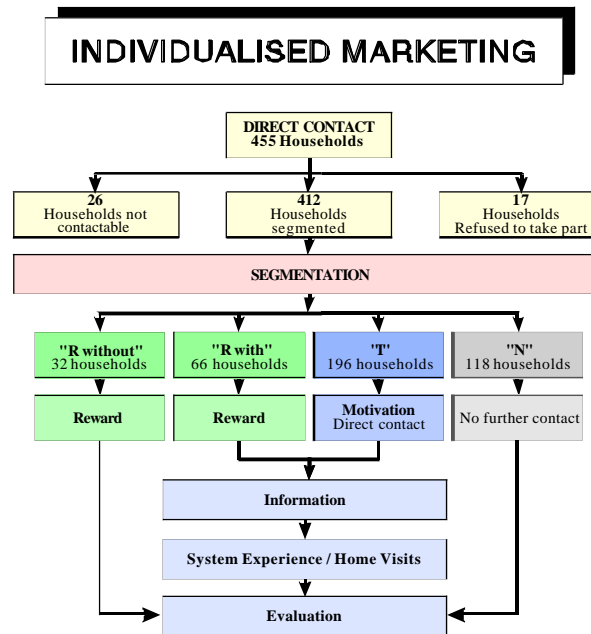 INDIVIDUALISED MARKETING
DIRECT CONTACT
455 Households
26
Households not
contactable
412
Households
segmented
17
Households
Refused to take part
SEGMENTATION
"R without"
32 households
"R with"
66 households
'T'
196 households
"N"
118 households
Reward
Reward
Motivation
Direct contact
No further contact
Information
System Experience / Home Visits
Evaluation